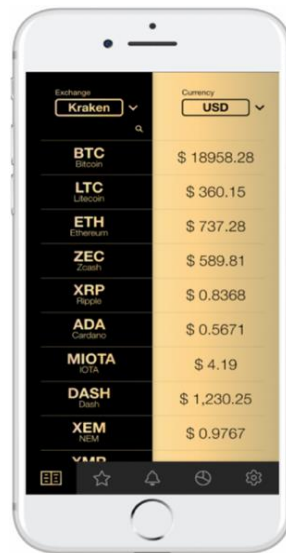 Exchange
Currency
Kraken
USD
BTC
Bitcoin
$ 18958.28
LTC
Litecoin
$ 360.15
ETH
Ethereum
$ 737.28
ZEC
Zcash
$ 589.81
XRP
Ripple
$ 0.8368
ADA
Cardano
$ 0.5671
MIOTA
IOTA
$ 4.19
DASH
Dash
$ 1,230.25
XEM
NEM
$ 0.9767
XMR